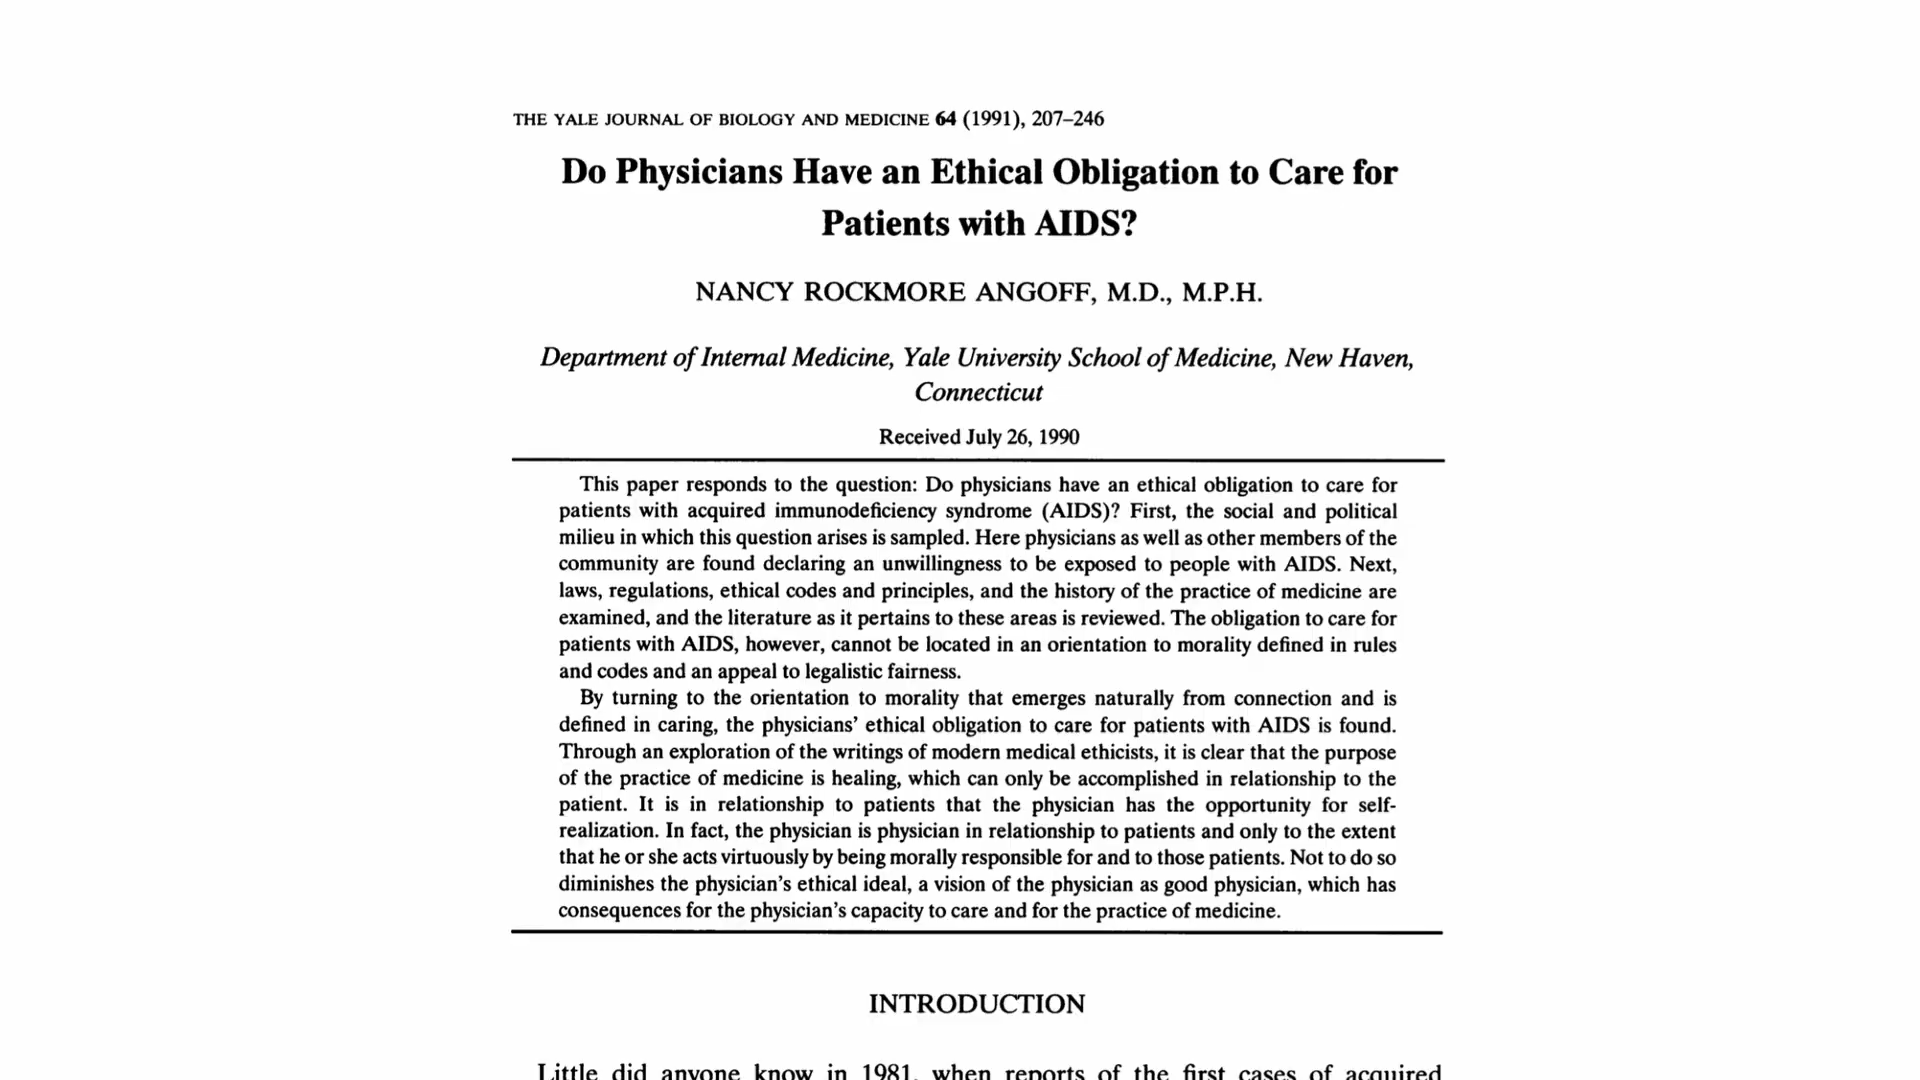 THE YALE JOURNAL OF BIOLOGY AND MEDICINE 64 (1991), 207–246
Do Physicians Have an Ethical Obligation to Care for
Patients with AIDS?
NANCY ROCKMORE ANGOFF, M.D., M.P.H.
Department of Internal Medicine, Yale University School of Medicine, New Haven,
Connecticut
Received July 26, 1990
This paper responds to the question: Do physicians have an ethical obligation to care for
patients with acquired immunodeficiency syndrome (AIDS)? First, the social and political
milieu in which this question arises is sampled. Here physicians as well as other members of the
community are found declaring an unwillingness to be exposed to people with AIDS. Next,
laws, regulations, ethical codes and principles, and the history of the practice of medicine are
examined, and the literature as it pertains to these areas is reviewed. The obligation to care for
patients with AIDS, however, cannot be located in an orientation to morality defined in rules
and codes and an appeal to legalistic fairness.
By turning to the orientation to morality that emerges naturally from connection and is
defined in caring, the physicians' ethical obligation to care for patients with AIDS is found.
Through an exploration of the writings of modern medical ethicists, it is clear that the purpose
of the practice of medicine is healing, which can only be accomplished in relationship to the
patient. It is in relationship to patients that the physician has the opportunity for self-
realization. In fact, the physician is physician in relationship to patients and only to the extent
that he or she acts virtuously by being morally responsible for and to those patients. Not to do so
diminishes the physician's ethical ideal, a vision of the physician as good physician, which has
consequences for the physician's capacity to care and for the practice of medicine.
INTRODUCTION
Little did anyone know in 1981, when reports of the first cases of acquired